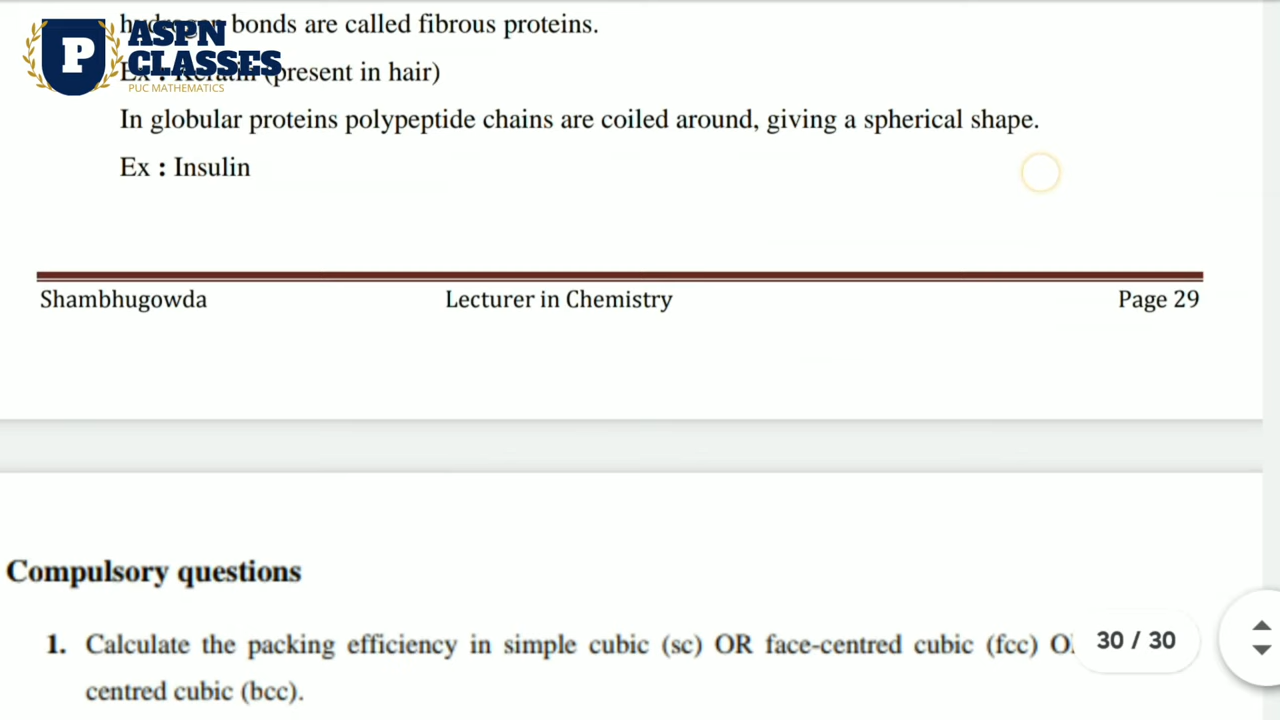 bonds are called fibrous proteins.
P ASPN
CLASSES
PUC MATHEMATICS
(present in hair)
In globular proteins polypeptide chains are coiled around, giving a spherical shape.
Ex : Insulin
Shambhugowda Lecturer in Chemistry Page 29
Compulsory questions
1. Calculate the packing efficiency in simple cubic (sc) OR face-centred cubic (fcc)
30 / 30
centred cubic (bcc).